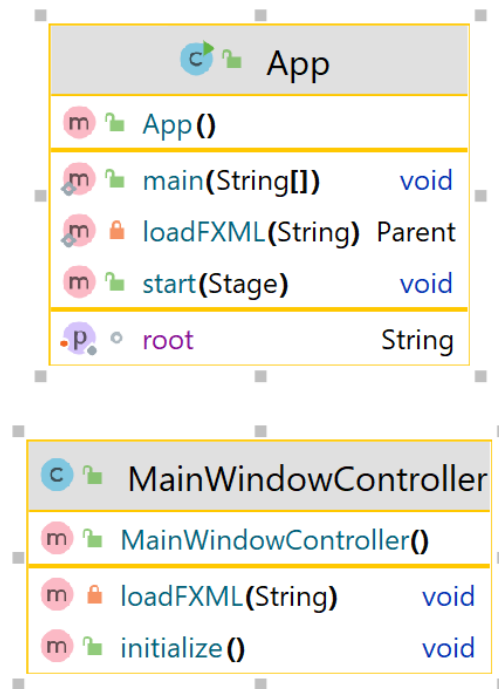 App
App()
main(String[]) void
loadFXML(String) Parent
start(Stage) void
root String
MainWindowController
MainWindowController()
loadFXML(String) void
initialize() void